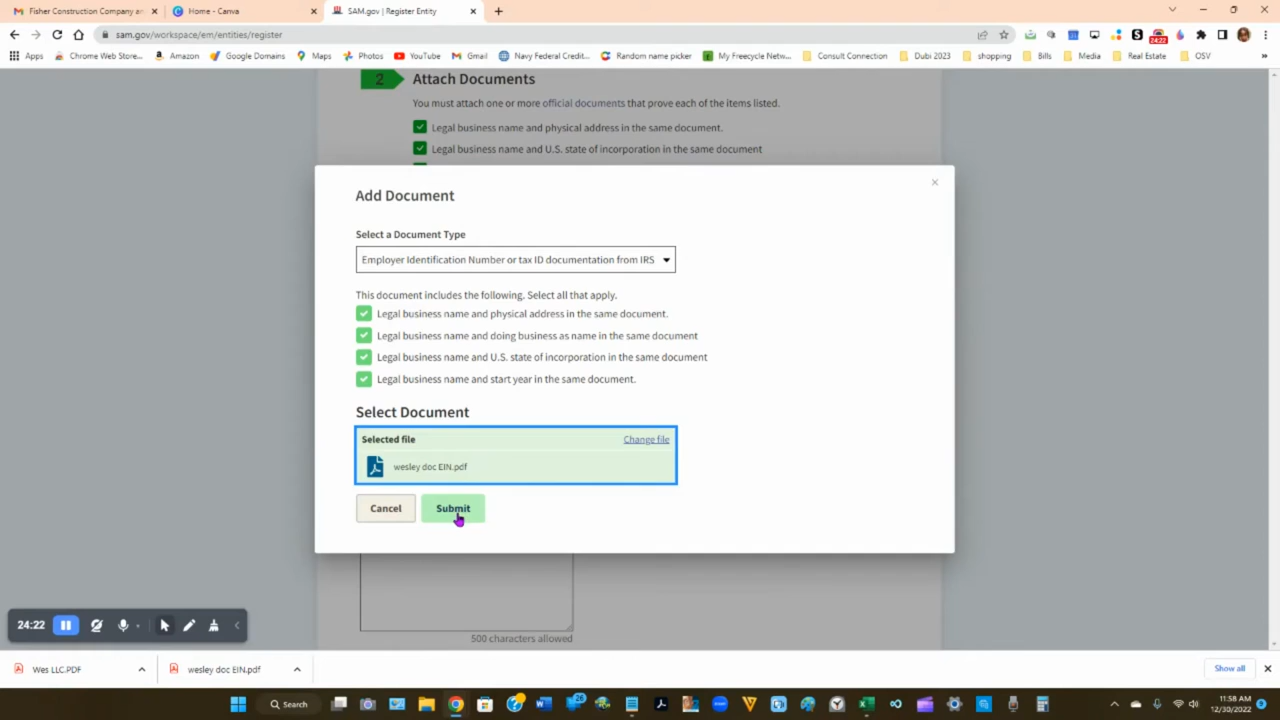 Fisher Construction Company an
Home - Canva
SAM.gov | Register Entity
sam.gov/workspace/em/entities/register
24:22
Apps
Chrome Web Store...
Amazon
Google Domains
Maps
Photos
YouTube
Gmail
Navy Federal Credit...
Random name picker
My Freecycle Netw...
Consult Connection
Dubi 2023
shopping
Bills
Media
Real Estate
OSV
2
Attach Documents
You must attach one or more official documents that prove each of the items listed.
Legal business name and physical address in the same document.
Legal business name and U.S. state of incorporation in the same document
Add Document
Select a Document Type
Employer Identification Number or tax ID documentation from IRS
This document includes the following. Select all that apply.
Legal business name and physical address in the same document.
Legal business name and doing business as name in the same document
Legal business name and U.S. state of incorporation in the same document
Legal business name and start year in the same document.
Select Document
Selected file
Change file
wesley doc EIN.pdf
Cancel
Submit
500 characters allowed
24:22
Wes LLC.PDF
wesley doc EIN.pdf
Show all
Search
26
11:58 AM
12/30/2022